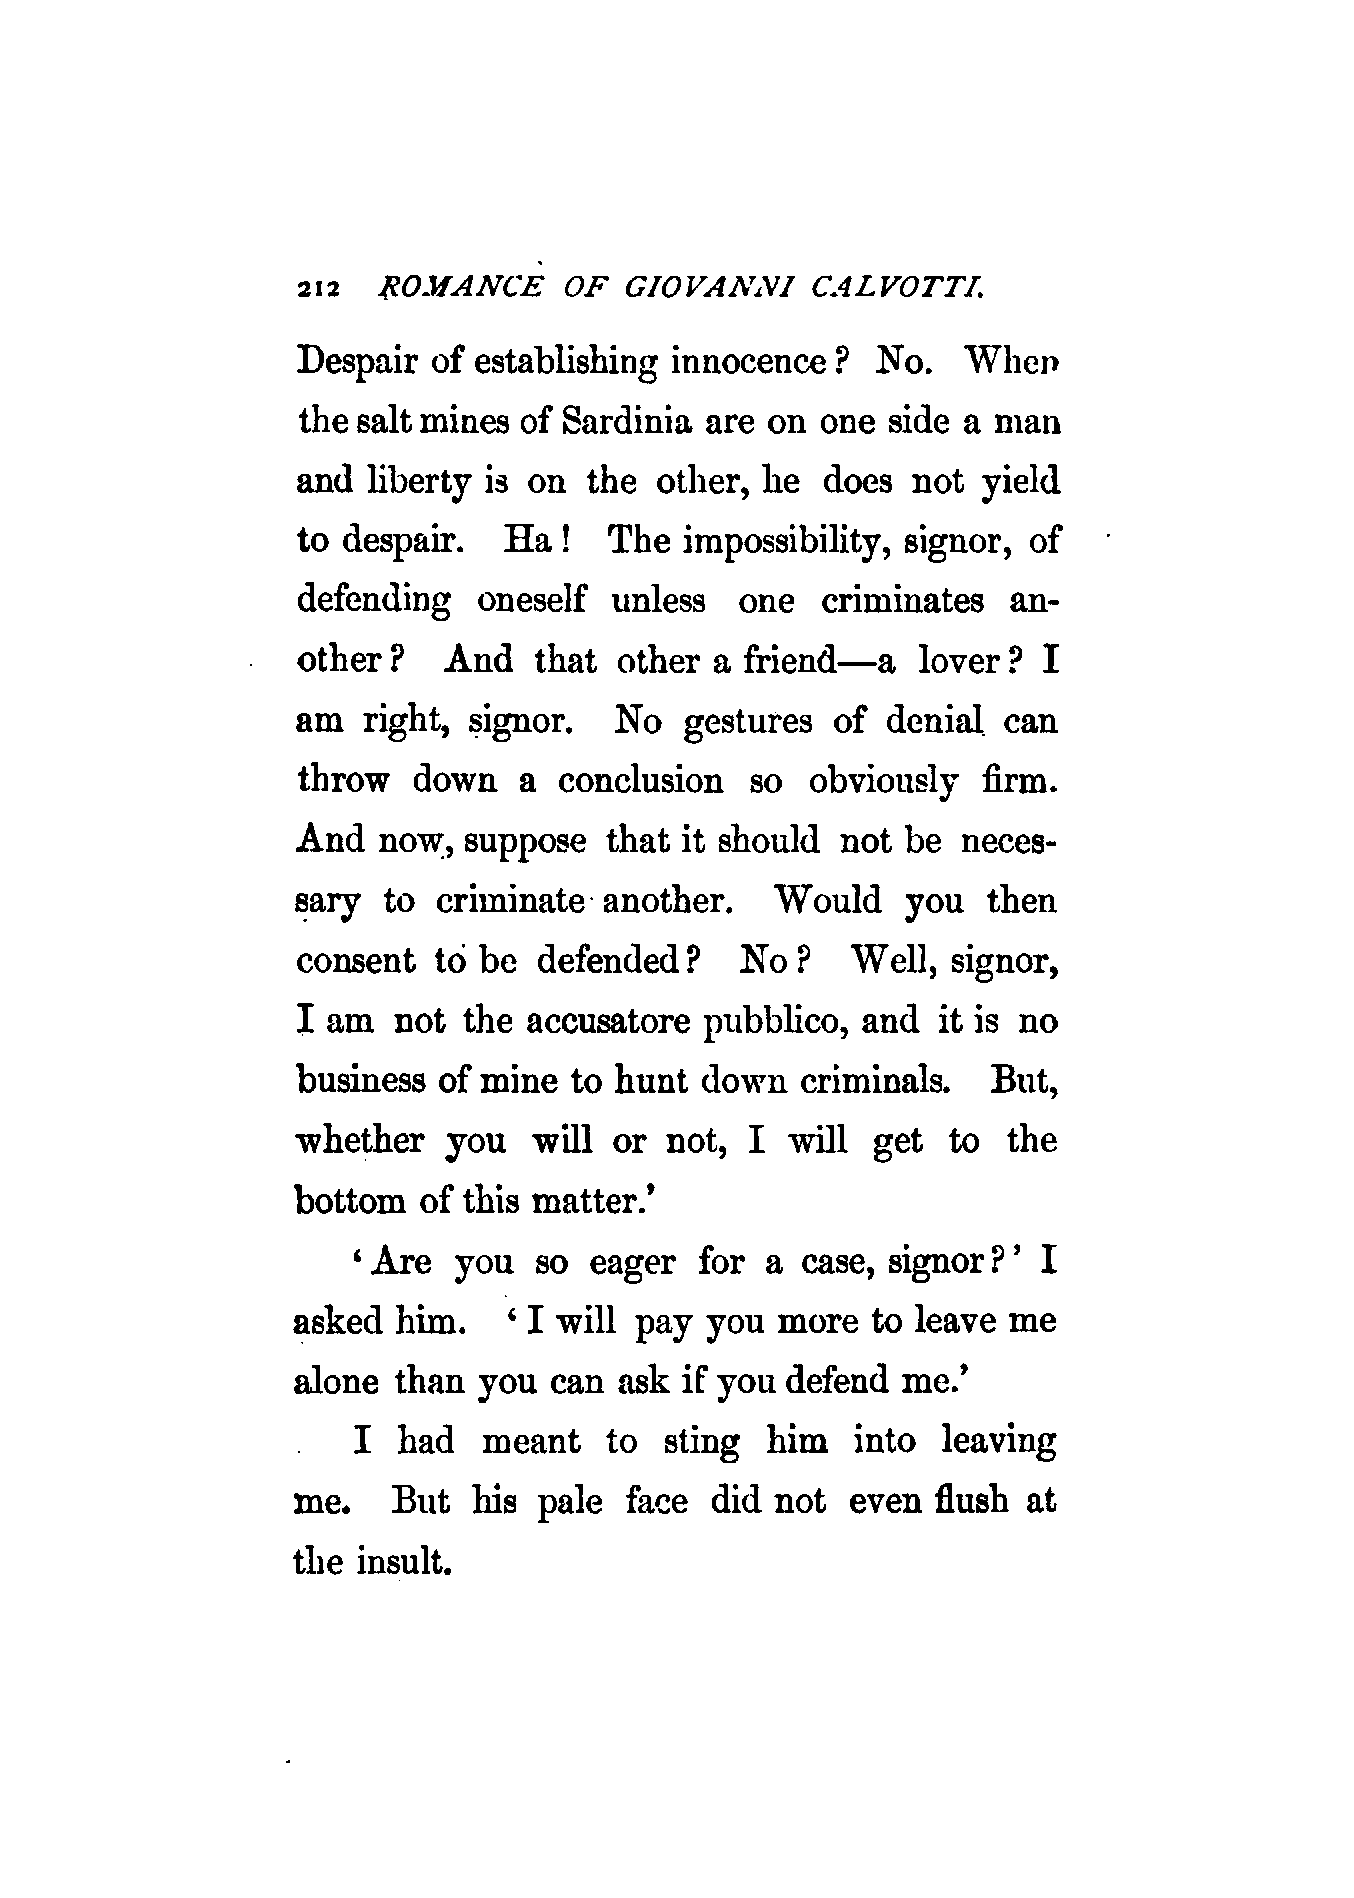 212 ROMANCE OF GIOVANNI CALVOTTI.
Despair of establishing innocence? No. When
the salt mines of Sardinia are on one side a man
and liberty is on the other, he does not yield
to despair. Ha! The impossibility, signor, of
defending oneself unless one criminates an-
other? And that other a friend—a lover? I
am right, signor. No gestures of denial can
throw down a conclusion so obviously firm.
And now, suppose that it should not be neces-
sary to criminate another. Would you then
consent to be defended? No? Well, signor,
I am not the accusatore pubblico, and it is no
business of mine to hunt down criminals. But,
whether you will or not, I will get to the
bottom of this matter.'
'Are you so eager for a case, signor?' I
asked him. 'I will pay you more to leave me
alone than you can ask if you defend me.'
I had meant to sting him into leaving
me. But his pale face did not even flush at
the insult.